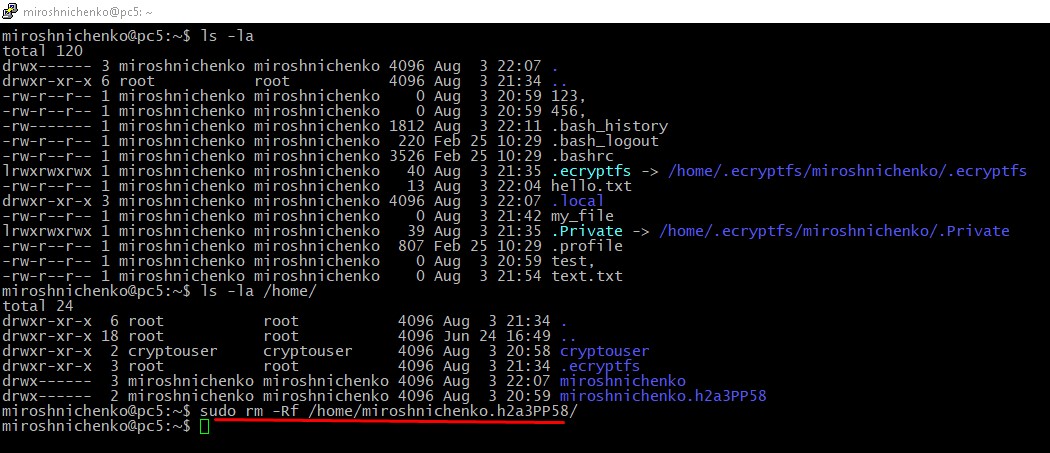 miroshnichenko@pc5: ~
miroshnichenko@pc5:~$ ls -la
total 120
drwx------ 3 miroshnichenko miroshnichenko 4096 Aug  3 22:07 .
drwxr-xr-x 6 root           root           4096 Aug  3 21:34 ..
-rw-r--r-- 1 miroshnichenko miroshnichenko    0 Aug  3 20:59 123,
-rw-r--r-- 1 miroshnichenko miroshnichenko    0 Aug  3 20:59 456,
-rw------- 1 miroshnichenko miroshnichenko 1812 Aug  3 22:11 .bash_history
-rw-r--r-- 1 miroshnichenko miroshnichenko  220 Feb 25 10:29 .bash_logout
-rw-r--r-- 1 miroshnichenko miroshnichenko 3526 Feb 25 10:29 .bashrc
lrwxrwxrwx 1 miroshnichenko miroshnichenko   40 Aug  3 21:35 .ecryptfs -> /home/.ecryptfs/miroshnichenko/.ecryptfs
-rw-r--r-- 1 miroshnichenko miroshnichenko   13 Aug  3 22:04 hello.txt
drwxr-xr-x 3 miroshnichenko miroshnichenko 4096 Aug  3 22:07 .local
-rw-r--r-- 1 miroshnichenko miroshnichenko    0 Aug  3 21:42 my_file
lrwxrwxrwx 1 miroshnichenko miroshnichenko   39 Aug  3 21:35 .Private -> /home/.ecryptfs/miroshnichenko/.Private
-rw-r--r-- 1 miroshnichenko miroshnichenko  807 Feb 25 10:29 .profile
-rw-r--r-- 1 miroshnichenko miroshnichenko    0 Aug  3 20:59 test,
-rw-r--r-- 1 miroshnichenko miroshnichenko    0 Aug  3 21:54 text.txt
miroshnichenko@pc5:~$ ls -la /home/
total 24
drwxr-xr-x  6 root           root           4096 Aug  3 21:34 .
drwxr-xr-x 18 root           root           4096 Jun 24 16:49 ..
drwxr-xr-x  2 cryptouser     cryptouser     4096 Aug  3 20:58 cryptouser
drwxr-xr-x  3 root           root           4096 Aug  3 21:34 .ecryptfs
drwx------  3 miroshnichenko miroshnichenko 4096 Aug  3 22:07 miroshnichenko
drwx------  2 miroshnichenko miroshnichenko 4096 Aug  3 20:59 miroshnichenko.h2a3PP58
miroshnichenko@pc5:~$ sudo rm -Rf /home/miroshnichenko.h2a3PP58/
miroshnichenko@pc5:~$